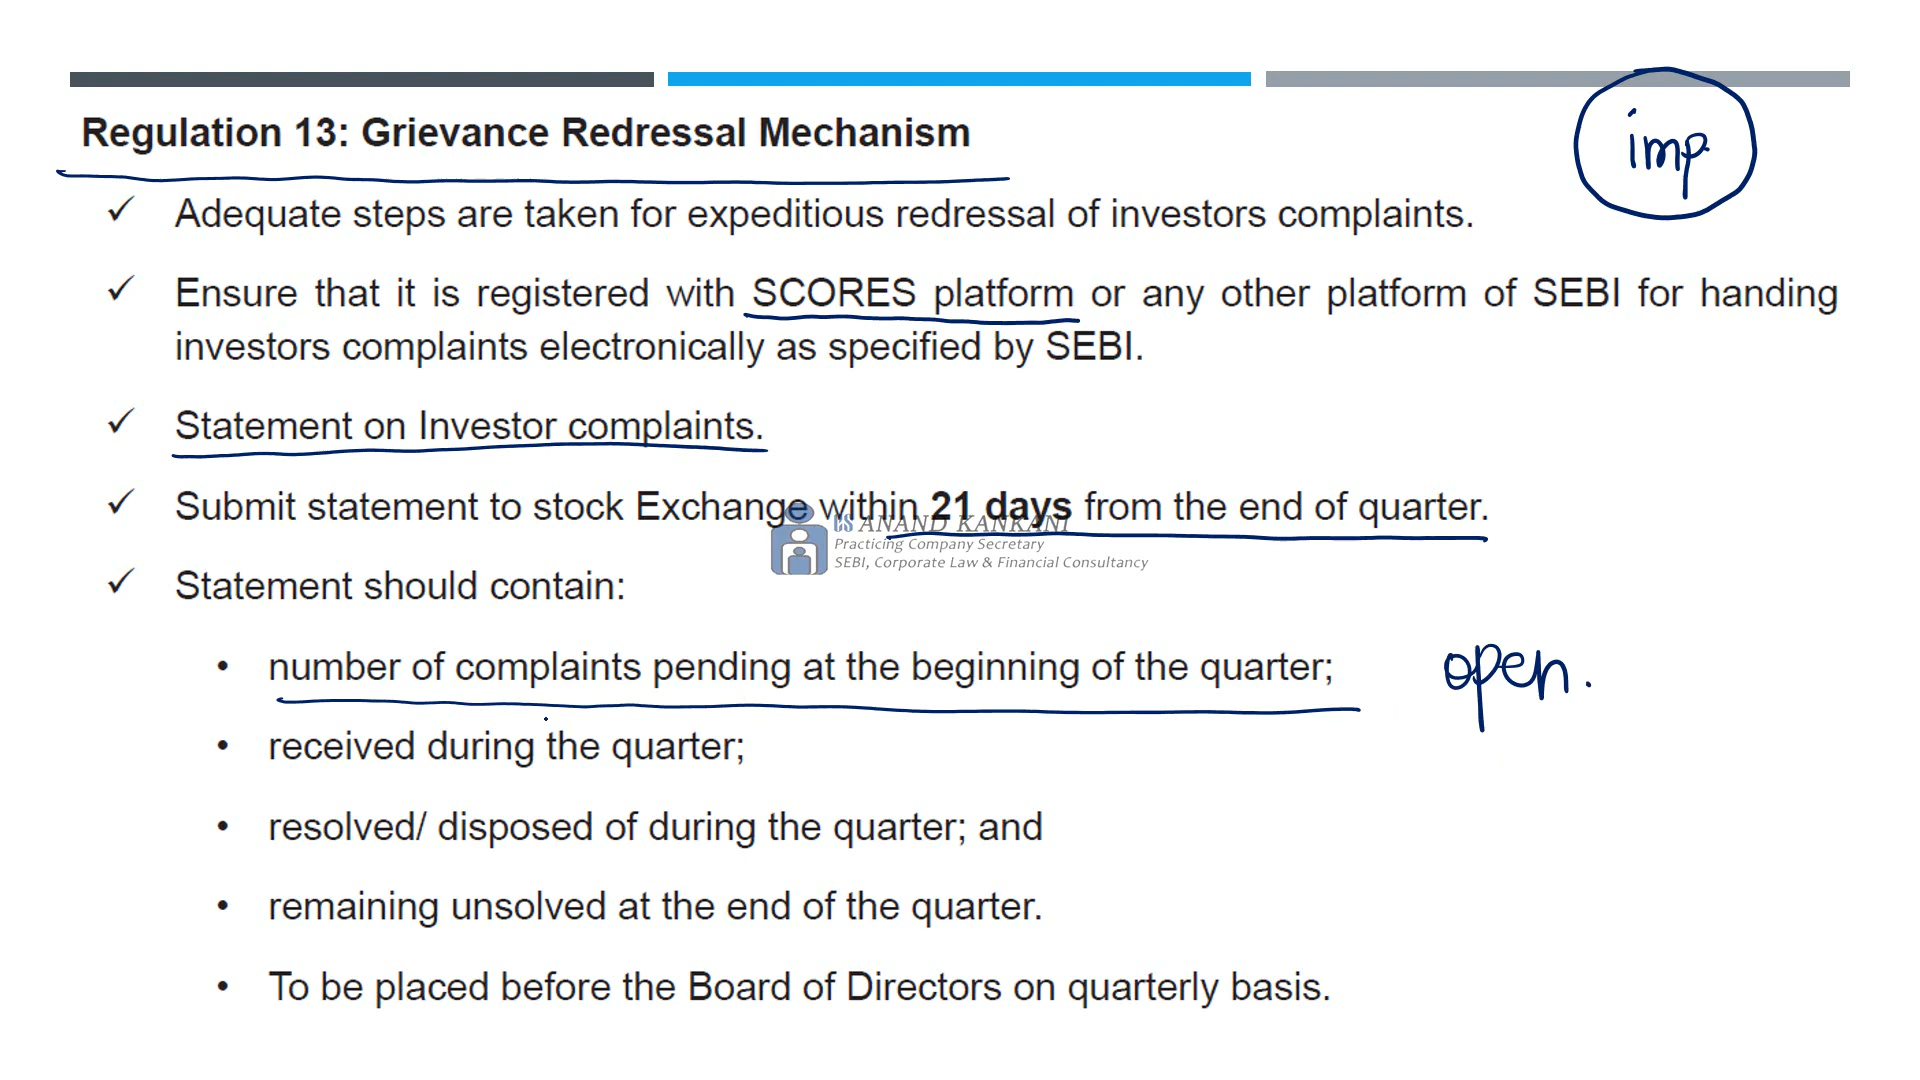 Regulation 13: Grievance Redressal Mechanism
imp
✓ Adequate steps are taken for expeditious redressal of investors complaints.
✓ Ensure that it is registered with SCORES platform or any other platform of SEBI for handing
investors complaints electronically as specified by SEBI.
✓ Statement on Investor complaints.
✓ Submit statement to stock Exchange within 21 days from the end of quarter.
CS ANAND KANKANI
Practicing Company Secretary
SEBI, Corporate Law & Financial Consultancy
✓ Statement should contain:
• number of complaints pending at the beginning of the quarter; open.
• received during the quarter;
• resolved/ disposed of during the quarter; and
• remaining unsolved at the end of the quarter.
• To be placed before the Board of Directors on quarterly basis.